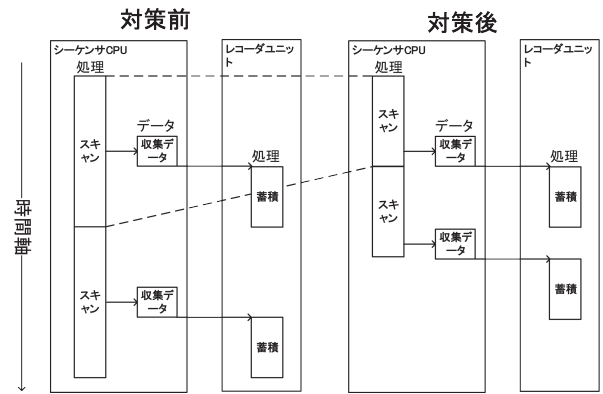 対策前
対策後
シーケンサCPU
処理
レコーダユニッ
ト
スキ
ャン
データ
収集デ
ータ
処理
蓄積
スキ
ャン
収集デ
ータ
蓄積
シーケンサCPU
処理
レコーダユニッ
ト
スキ
ャン
データ
収集デ
ータ
処理
蓄積
スキ
ャン
収集デ
ータ
蓄積
時間軸